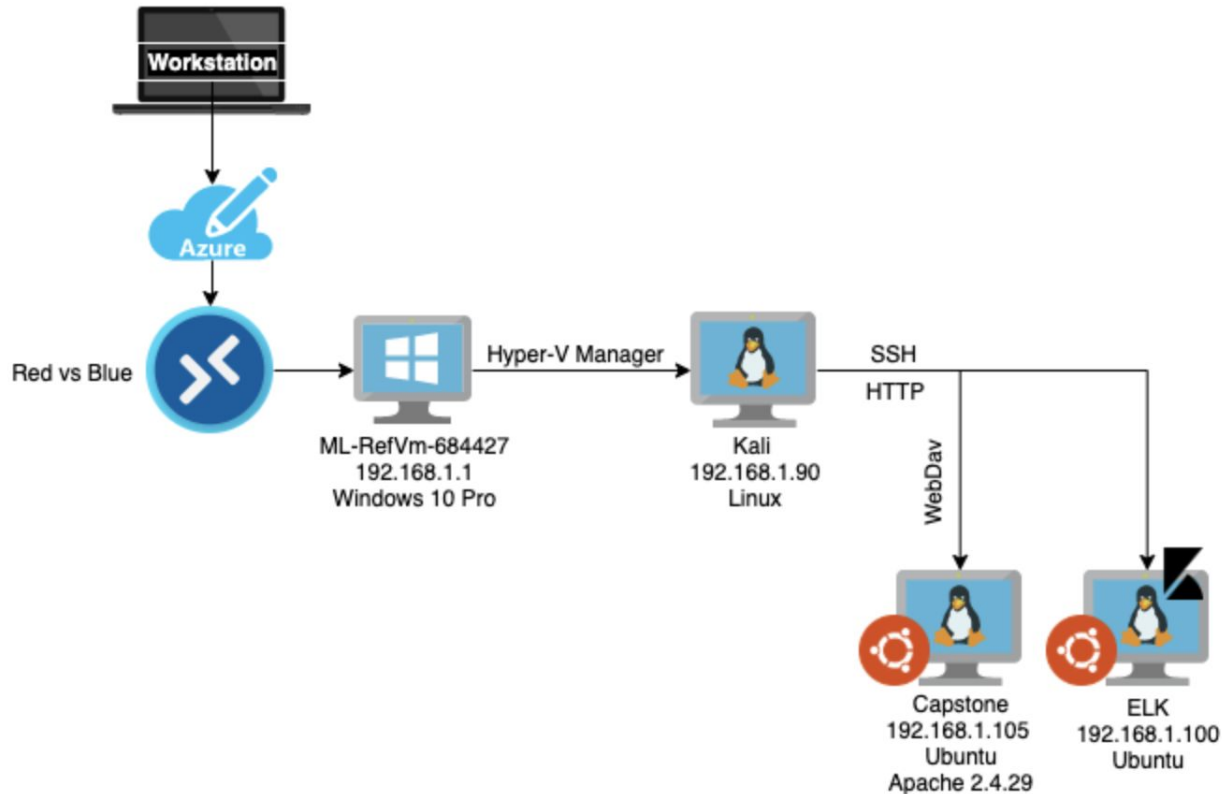 Workstation
Azure
Red vs Blue
ML-RefVm-684427
192.168.1.1
Windows 10 Pro
Hyper-V Manager
Kali
192.168.1.90
Linux
SSH
HTTP
WebDav
Capstone
192.168.1.105
Ubuntu
Apache 2.4.29
ELK
192.168.1.100
Ubuntu